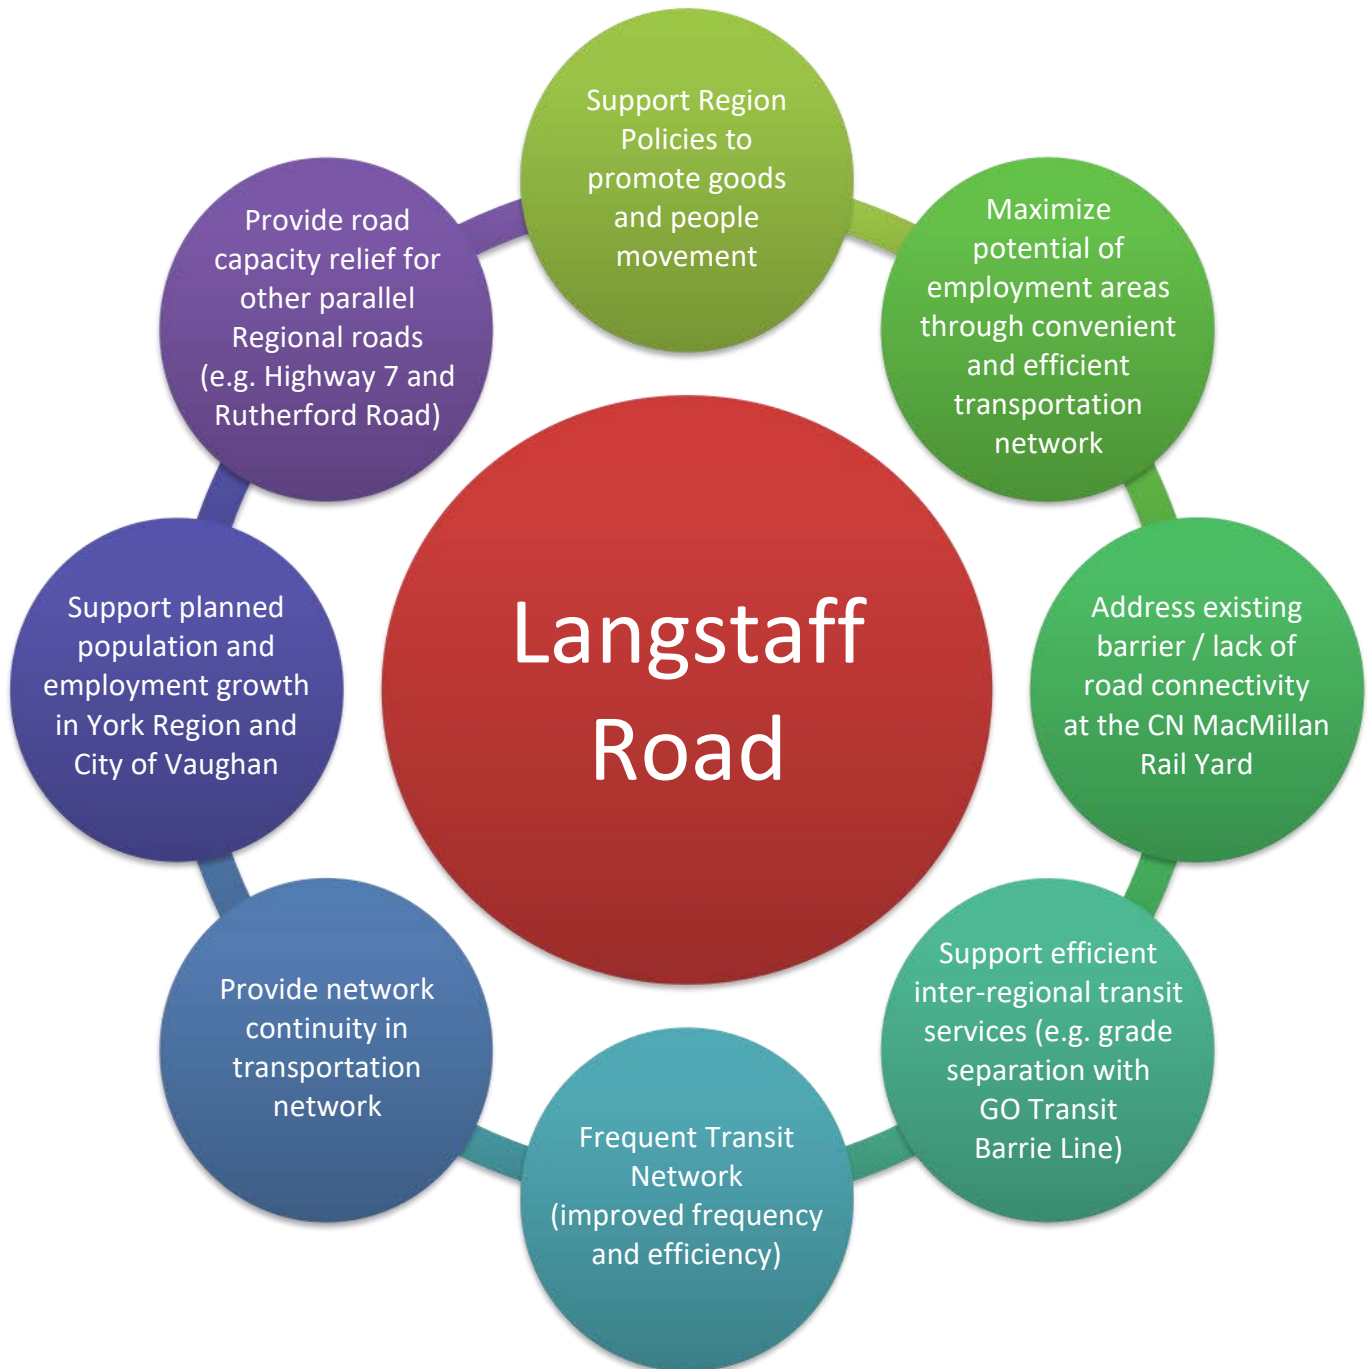 Support Region
Policies to
promote goods
and people
movement
Maximize
potential of
employment areas
through convenient
and efficient
transportation
network
Address existing
barrier / lack of
road connectivity
at the CN MacMillan
Rail Yard
Support efficient
inter-regional transit
services (e.g. grade
separation with
GO Transit
Barrie Line)
Frequent Transit
Network
(improved frequency
and efficiency)
Provide network
continuity in
transportation
network
Support planned
population and
employment growth
in York Region and
City of Vaughan
Provide road
capacity relief for
other parallel
Regional roads
(e.g. Highway 7 and
Rutherford Road)
Langstaff
Road